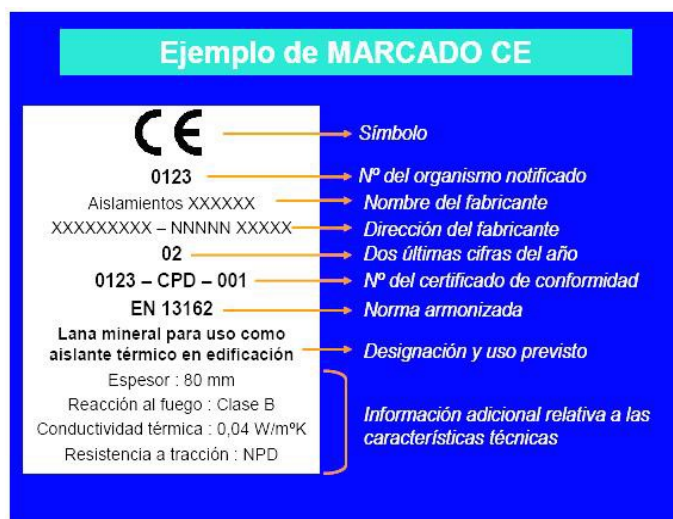 Ejemplo de MARCADO CE
CE
Símbolo
0123
Nº del organismo notificado
Aislamientos XXXXXX
Nombre del fabricante
XXXXXXXXX – NNNNN XXXXX
Dirección del fabricante
02
Dos últimas cifras del año
0123 – CPD – 001
Nº del certificado de conformidad
EN 13162
Norma armonizada
Lana mineral para uso como
aislante térmico en edificación
Designación y uso previsto
Espesor : 80 mm
Reacción al fuego : Clase B
Conductividad térmica : 0,04 W/mºK
Resistencia a tracción : NPD
Información adicional relativa a las
características técnicas